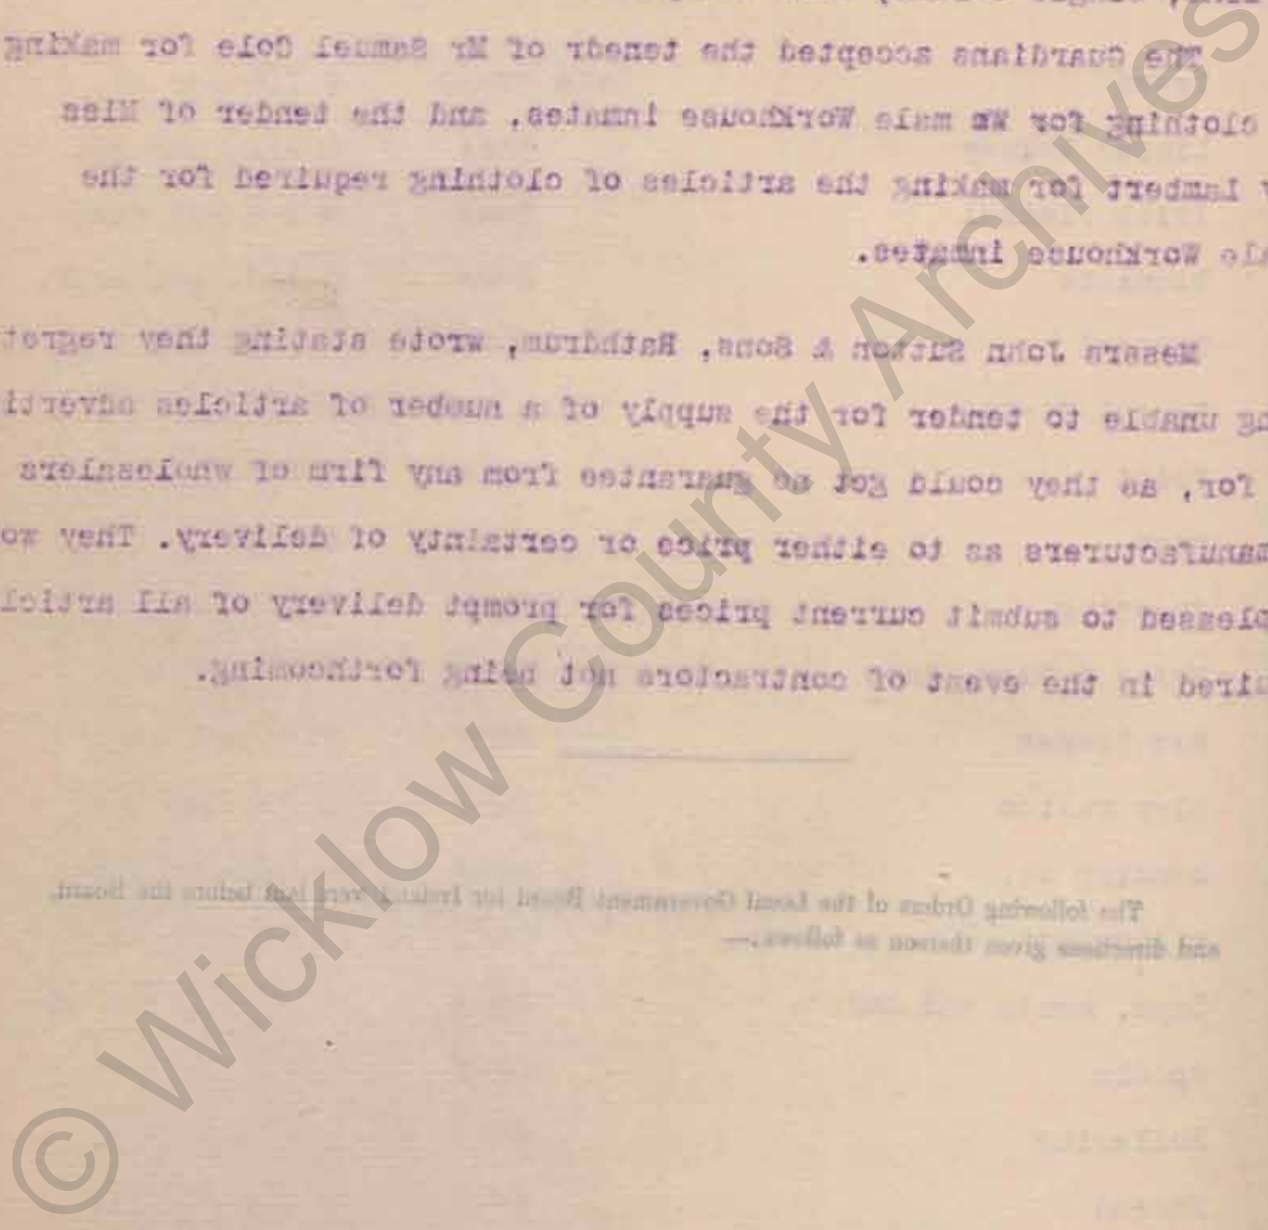 The Guardians accepted the tendr of Mr Samuel Cole for making
clothing for male Workhouse inmates, and the tender of Miss
y Lambert for making the articles of clothing required for the
ale Workhouse inmates.
Messrs John Sutton & Sons, Rathdrum, wrote stating they regret
ng unable to tender for the supply of a number of articles adverti
for, as they could get no guarantee from any firm of wholesalers
manufacturers as to either price or certainty of delivery. They wo
pleased to submit current prices for prompt delivery of all articl
uired in the event of contractors not being forthcoming.
The following Orders of the Local Government Board for Ireland were laid before the Board,
and directions given thereon as follows,—
© Wicklow County Archives